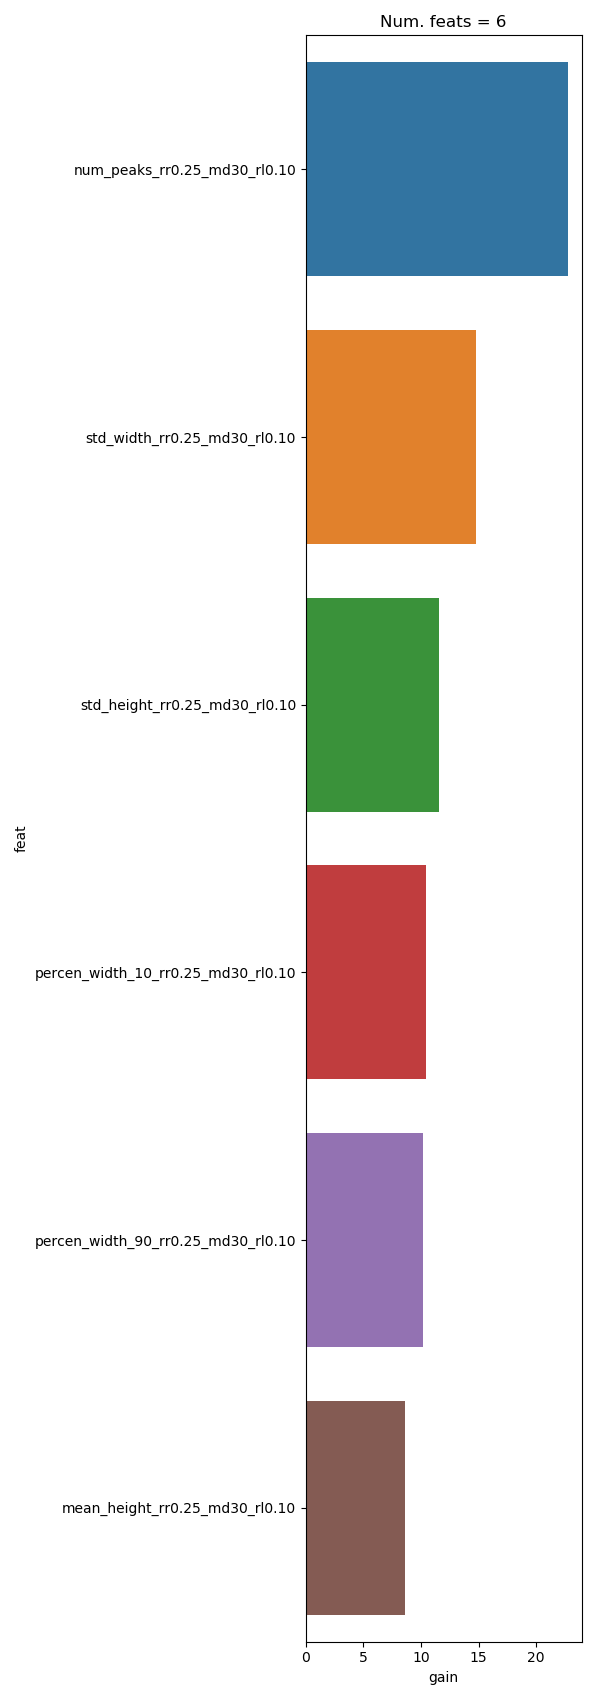 Num. feats = 6
num_peaks_rr0.25_md30_rl0.10
std_width_rr0.25_md30_rl0.10
std_height_rr0.25_md30_rl0.10
feat
percen_width_10_rr0.25_md30_rl0.10
percen_width_90_rr0.25_md30_rl0.10
mean_height_rr0.25_md30_rl0.10
0 5 10 15 20
gain